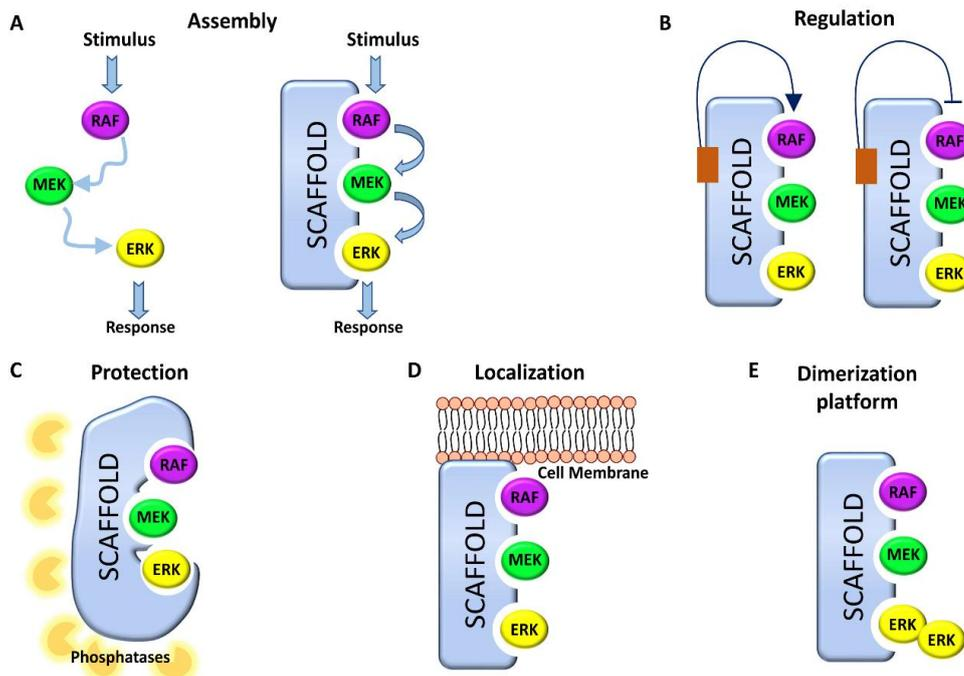 A
Assembly
Stimulus
RAF
MEK
ERK
Response
Stimulus
SCAFFOLD
RAF
MEK
ERK
Response
B
Regulation
SCAFFOLD
RAF
MEK
ERK
SCAFFOLD
RAF
MEK
ERK
C
Protection
SCAFFOLD
RAF
MEK
ERK
Phosphatases
D
Localization
Cell Membrane
SCAFFOLD
RAF
MEK
ERK
E
Dimerization
platform
SCAFFOLD
RAF
MEK
ERK
ERK